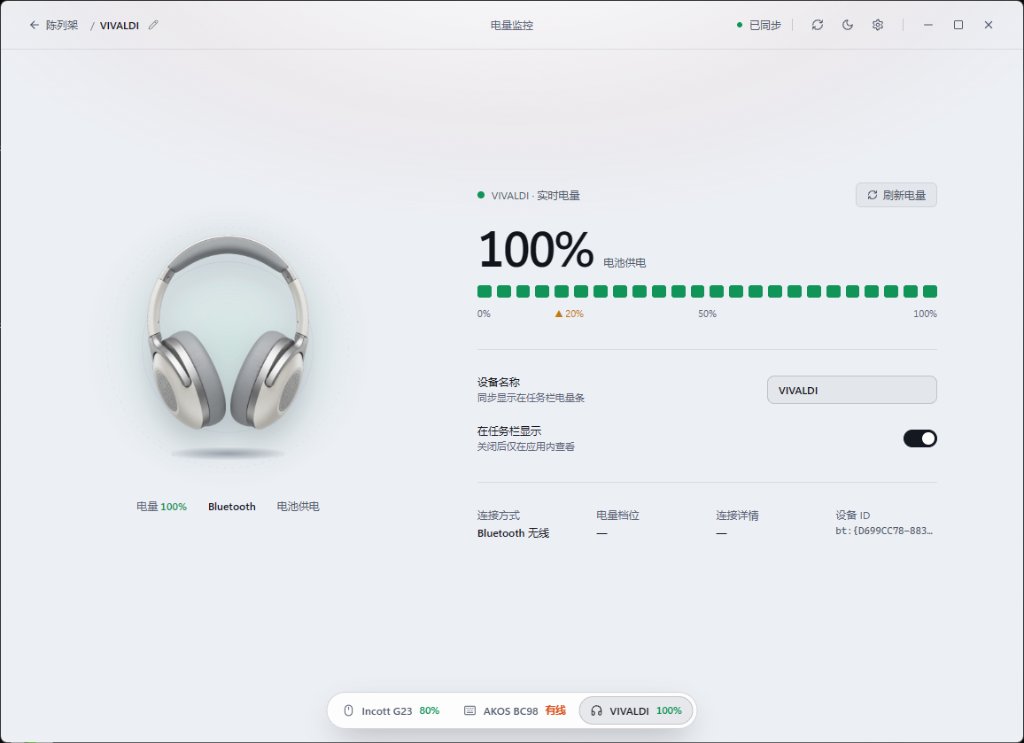 陈列架 / VIVALDI
电量监控
已同步
VIVALDI · 实时电量
刷新电量
100% 电池供电
0% 20% 50% 100%
设备名称
同步显示在任务栏电量条
VIVALDI
在任务栏显示
关闭后仅在应用内查看
电量 100% Bluetooth 电池供电
连接方式 电量档位 连接详情 设备 ID
Bluetooth 无线 — — bt:{D699CC78-883…
Incott G23 80% AKOS BC98 有线 VIVALDI 100%